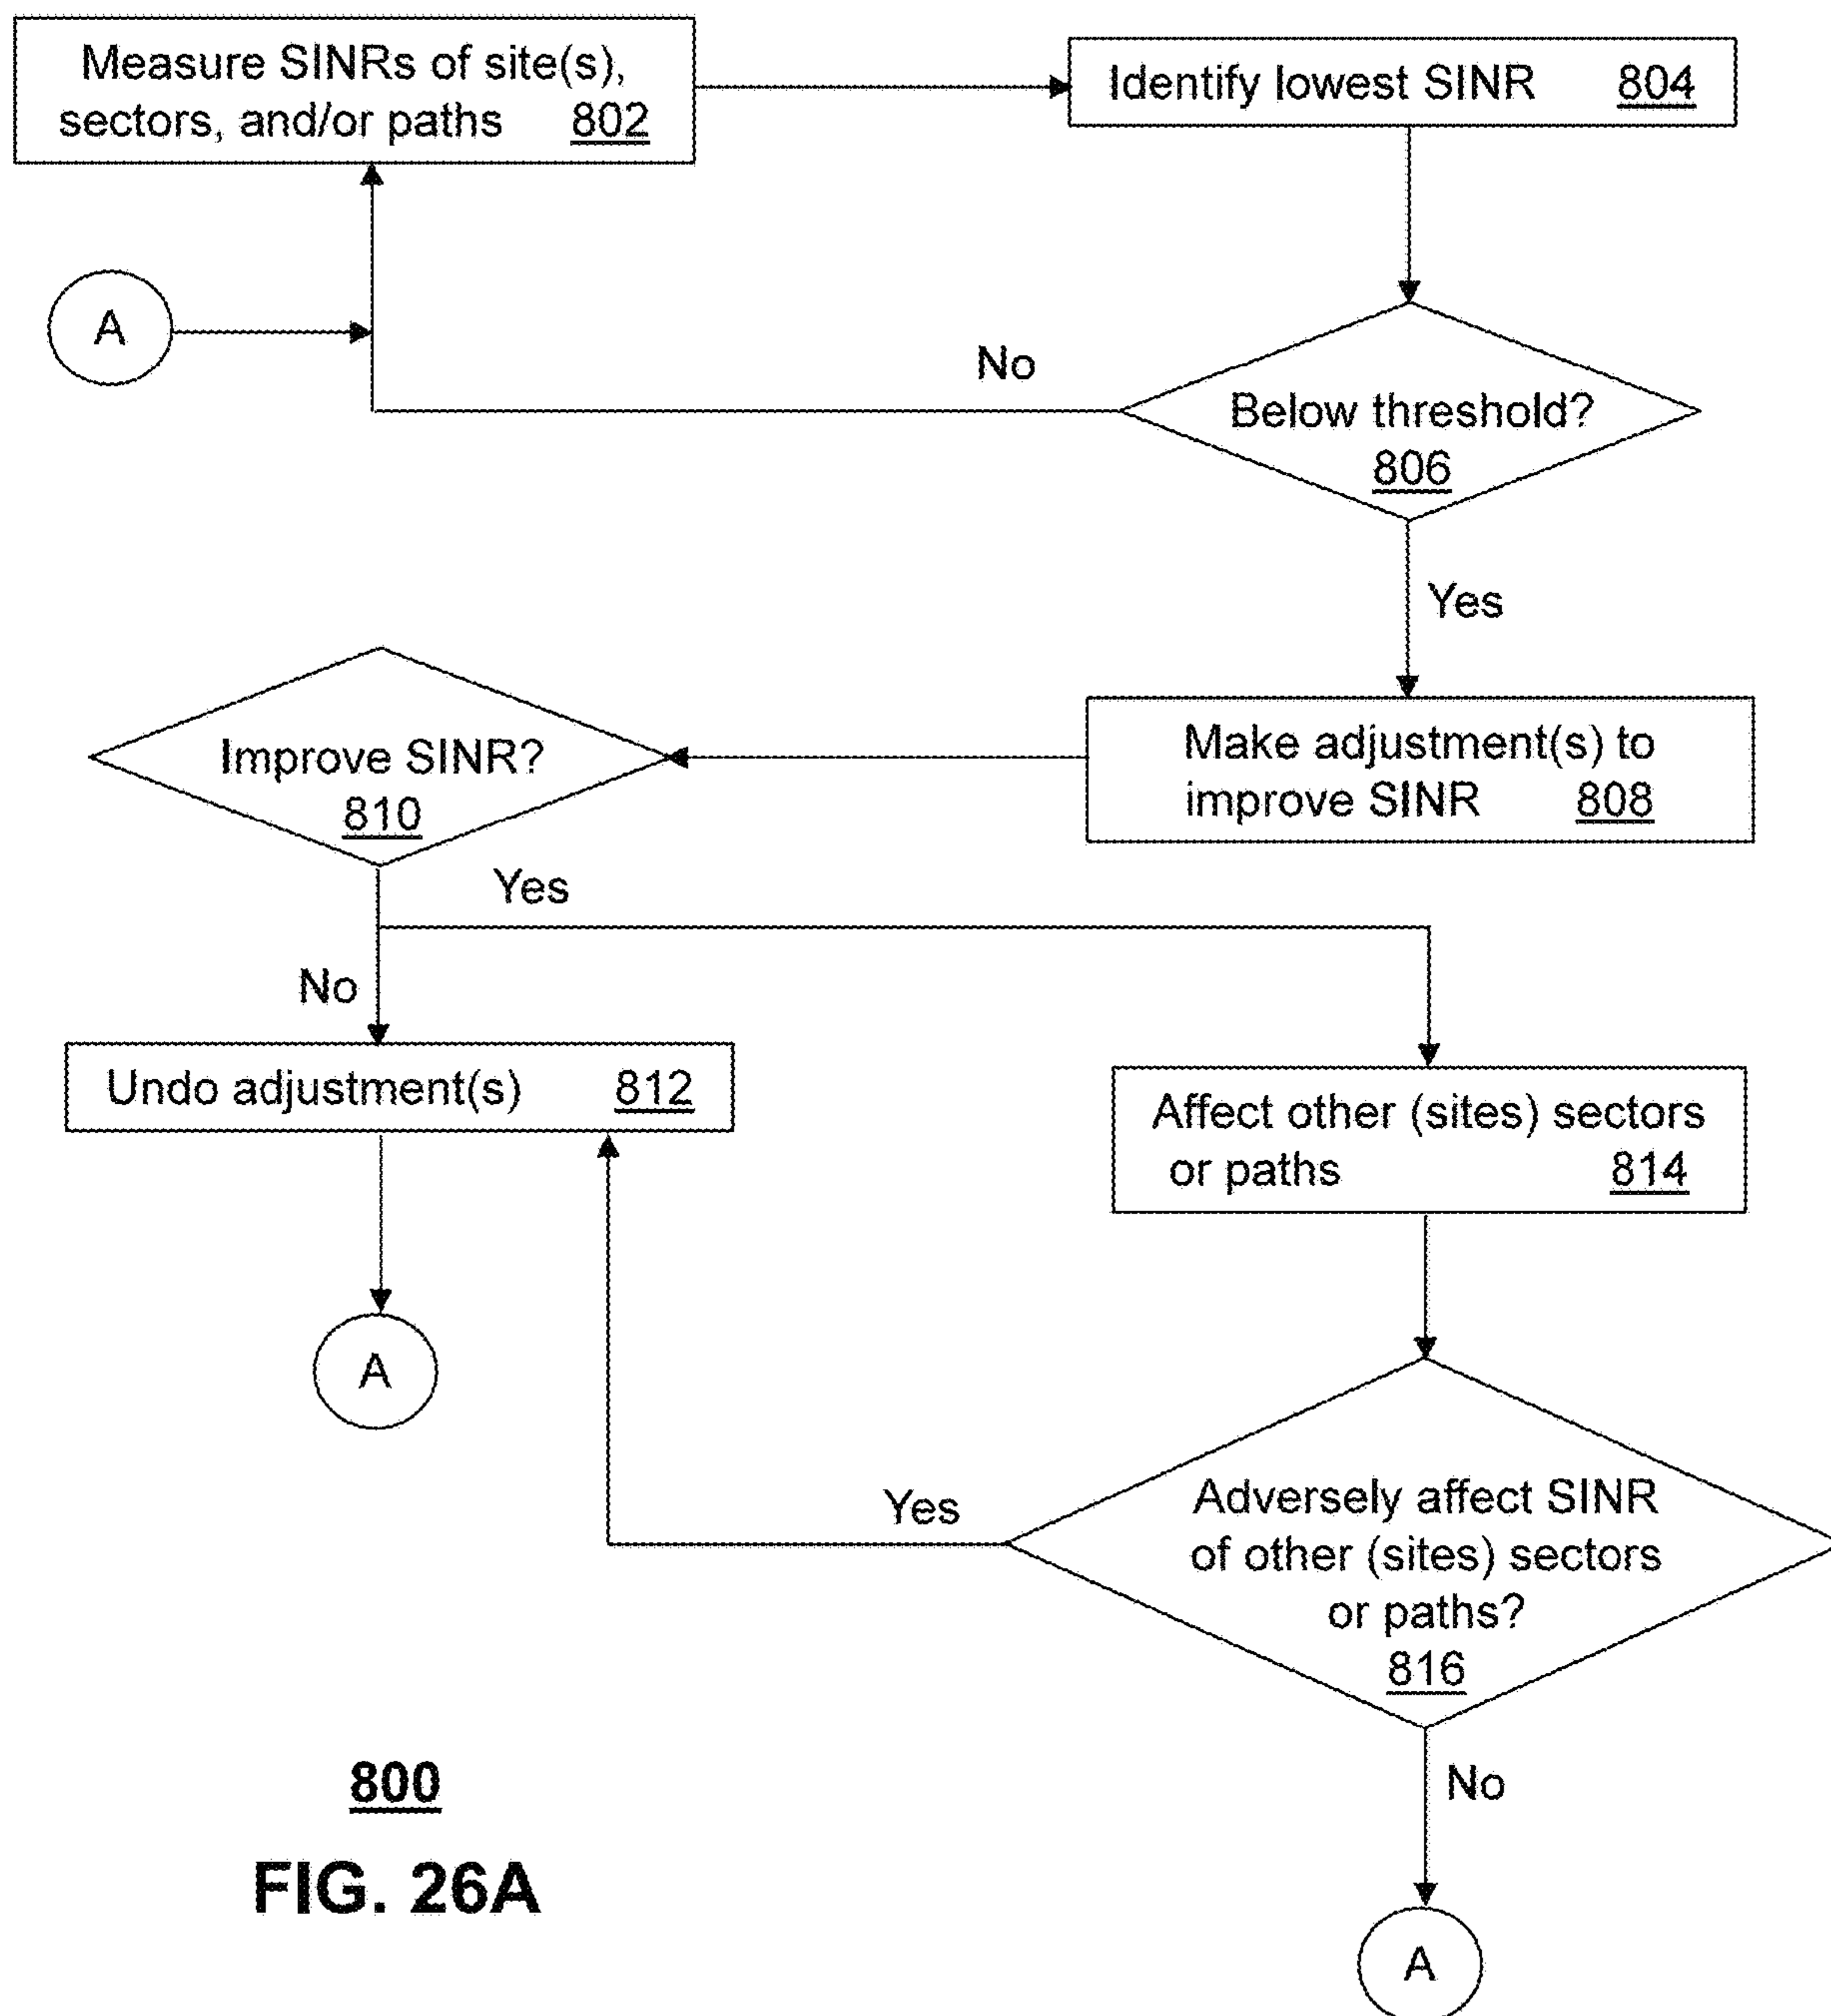 Measure SINRs of site(s),
sectors, and/or paths 802
Identify lowest SINR 804
A
No
Below threshold?
806
Yes
Improve SINR?
810
Make adjustment(s) to
improve SINR 808
Yes
No
Undo adjustment(s) 812
Affect other (sites) sectors
or paths 814
A
Yes
Adversely affect SINR
of other (sites) sectors
or paths?
816
No
800
FIG. 26A
A